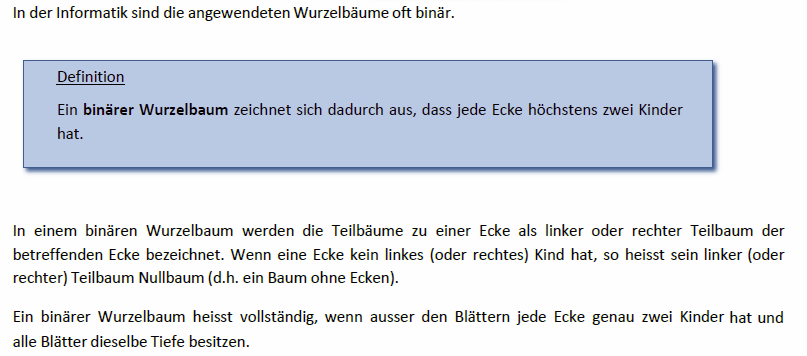 In der Informatik sind die angewendeten Wurzelbäume oft binär.
Definition
Ein binärer Wurzelbaum zeichnet sich dadurch aus, dass jede Ecke höchstens zwei Kinder
hat.
In einem binären Wurzelbaum werden die Teilbäume zu einer Ecke als linker oder rechter Teilbaum der
betreffenden Ecke bezeichnet. Wenn eine Ecke kein linkes (oder rechtes) Kind hat, so heisst sein linker (oder
rechter) Teilbaum Nullbaum (d.h. ein Baum ohne Ecken).
Ein binärer Wurzelbaum heisst vollständig, wenn ausser den Blättern jede Ecke genau zwei Kinder hat und
alle Blätter dieselbe Tiefe besitzen.